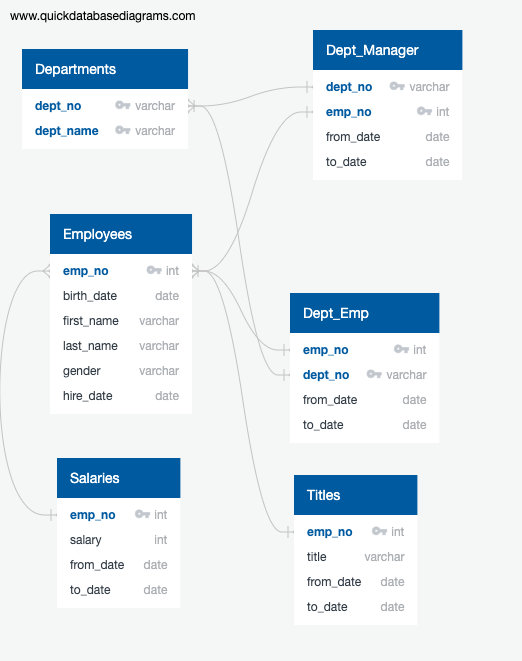 www.quickdatabasediagrams.com
Departments
dept_no varchar
dept_name varchar
Dept_Manager
dept_no varchar
emp_no int
from_date date
to_date date
Employees
emp_no int
birth_date date
first_name varchar
last_name varchar
gender varchar
hire_date date
Dept_Emp
emp_no int
dept_no varchar
from_date date
to_date date
Salaries
emp_no int
salary int
from_date date
to_date date
Titles
emp_no int
title varchar
from_date date
to_date date